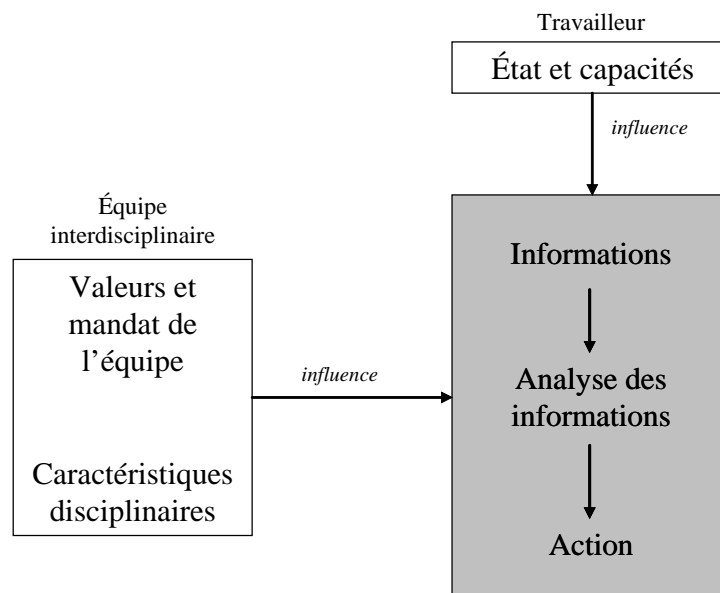 Travailleur
État et capacités
influence
Équipe
interdisciplinaire
Valeurs et
mandat de
l’équipe
Caractéristiques
disciplinaires
influence
Informations
Analyse des
informations
Action